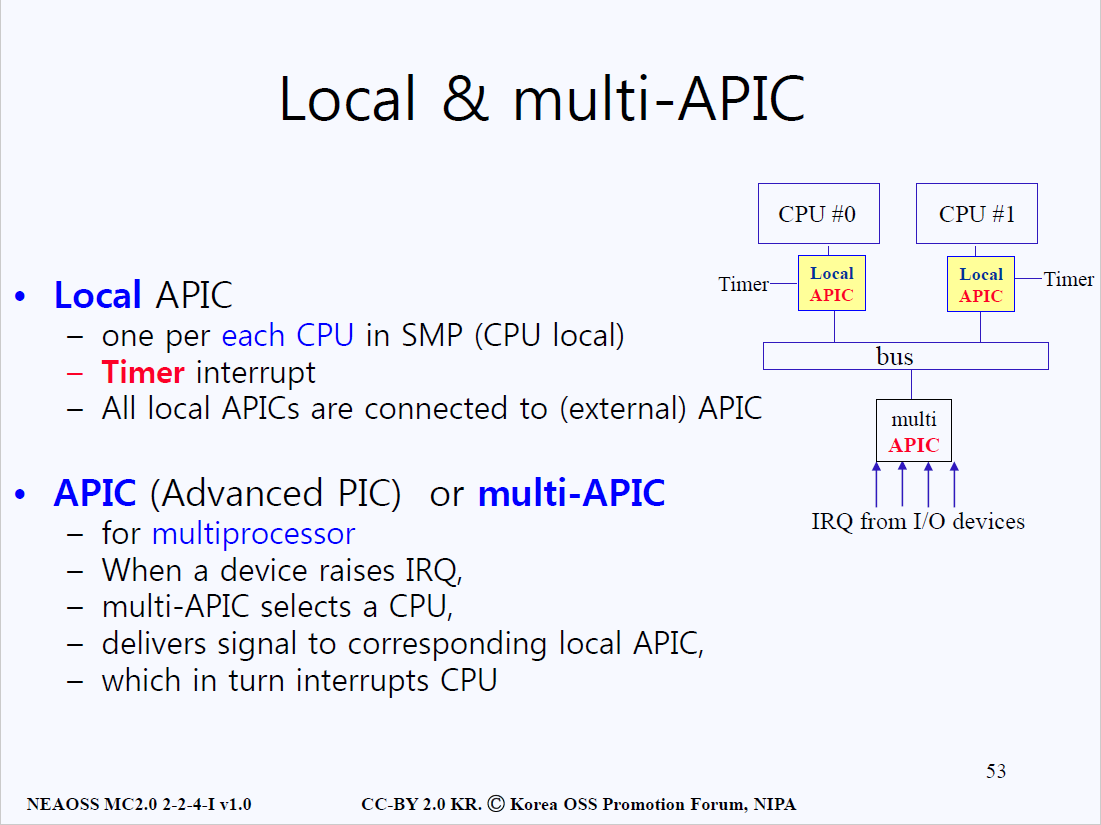 Local & multi-APIC
• Local APIC
– one per each CPU in SMP (CPU local)
– Timer interrupt
– All local APICs are connected to (external) APIC
• APIC (Advanced PIC) or multi-APIC
– for multiprocessor
– When a device raises IRQ,
– multi-APIC selects a CPU,
– delivers signal to corresponding local APIC,
– which in turn interrupts CPU
CPU #0
CPU #1
Timer
Local
APIC
Local
APIC
Timer
bus
multi
APIC
IRQ from I/O devices
53
NEAOSS MC2.0 2-2-4-I v1.0
CC-BY 2.0 KR. Ⓒ Korea OSS Promotion Forum, NIPA